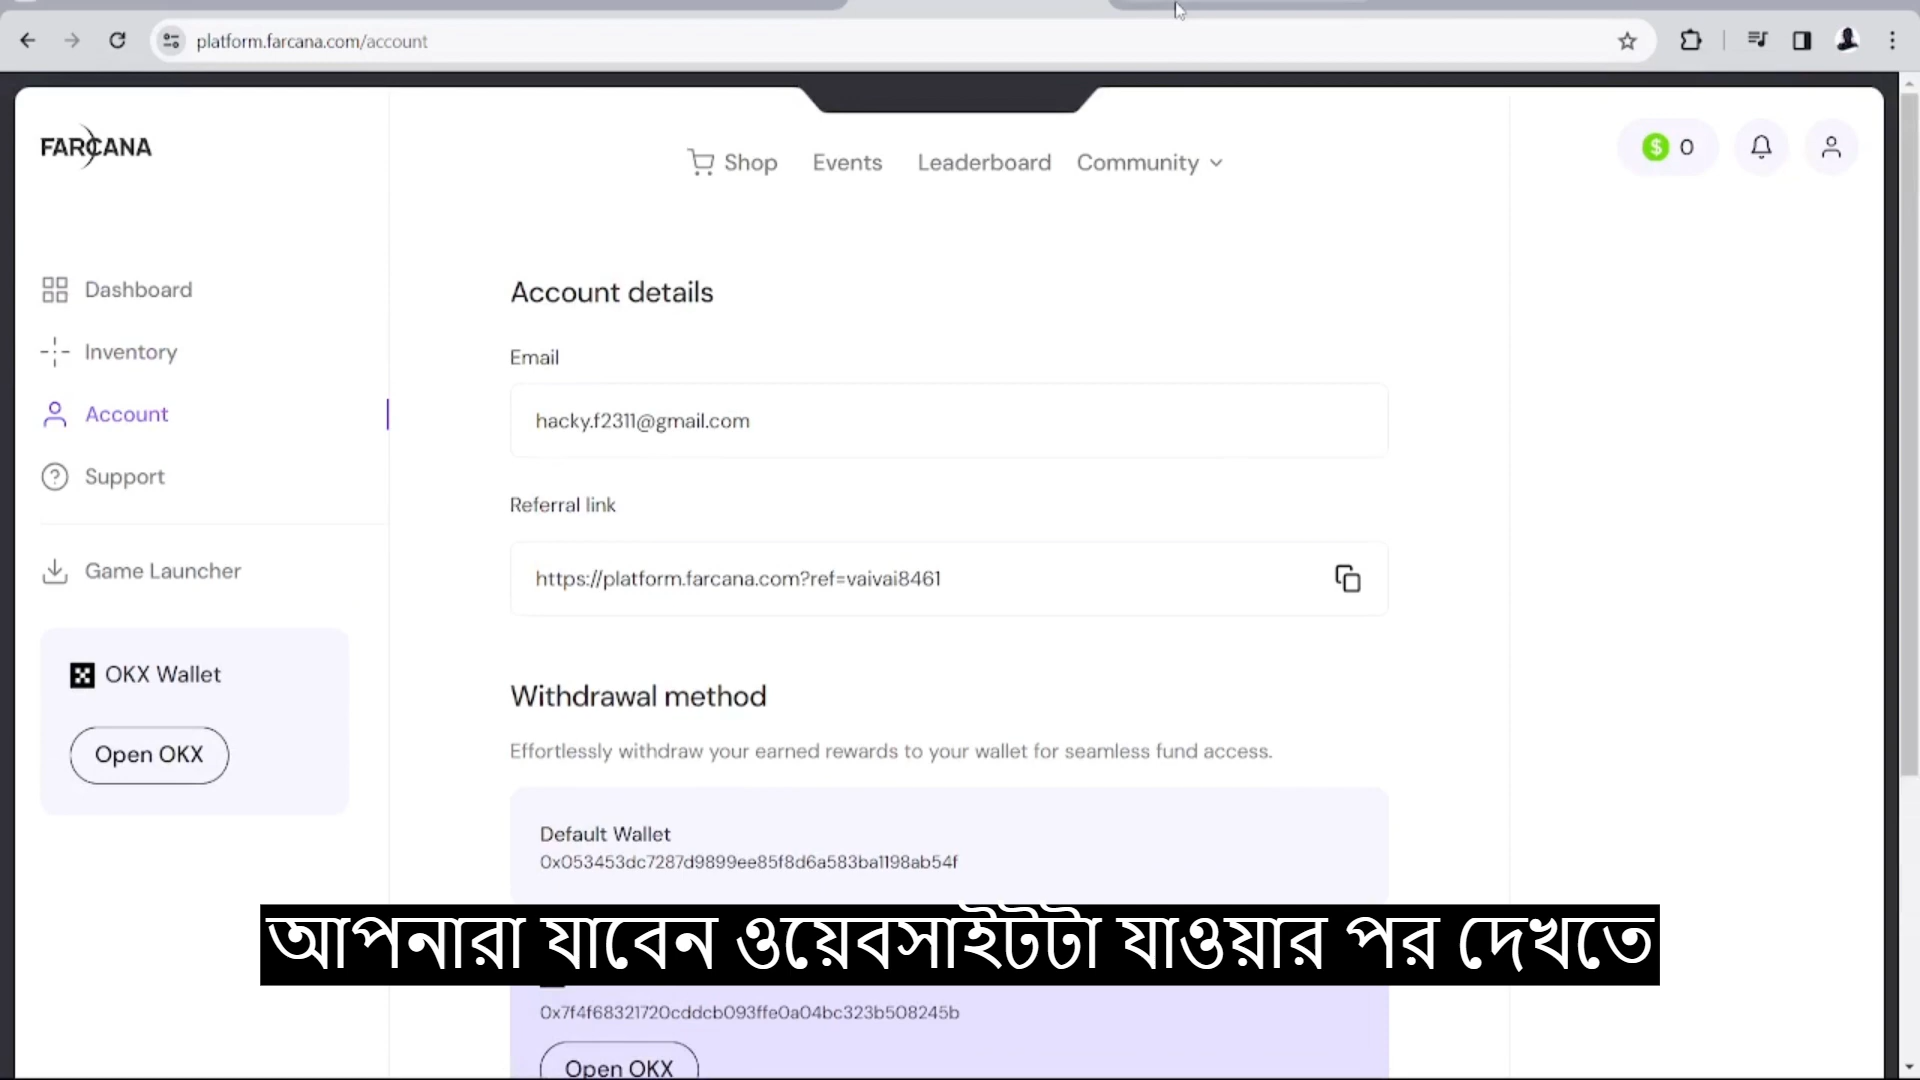 platform.farcana.com/account
FARCANA
Shop Events Leaderboard Community
$ 0
Dashboard
Inventory
Account
Support
Game Launcher
OKX Wallet
Open OKX
Account details
Email
hacky.f2311@gmail.com
Referral link
https://platform.farcana.com?ref=vaivai8461
Withdrawal method
Effortlessly withdraw your earned rewards to your wallet for seamless fund access.
Default Wallet
0x053453dc7287d9899ee85f8d6a583ba1198ab54f
আপনারা যাবেন ওয়েবসাইটটা যাওয়ার পর দেখতে
0x7f4f68321720cddcb093ffe0a04bc323b508245b
Open OKX